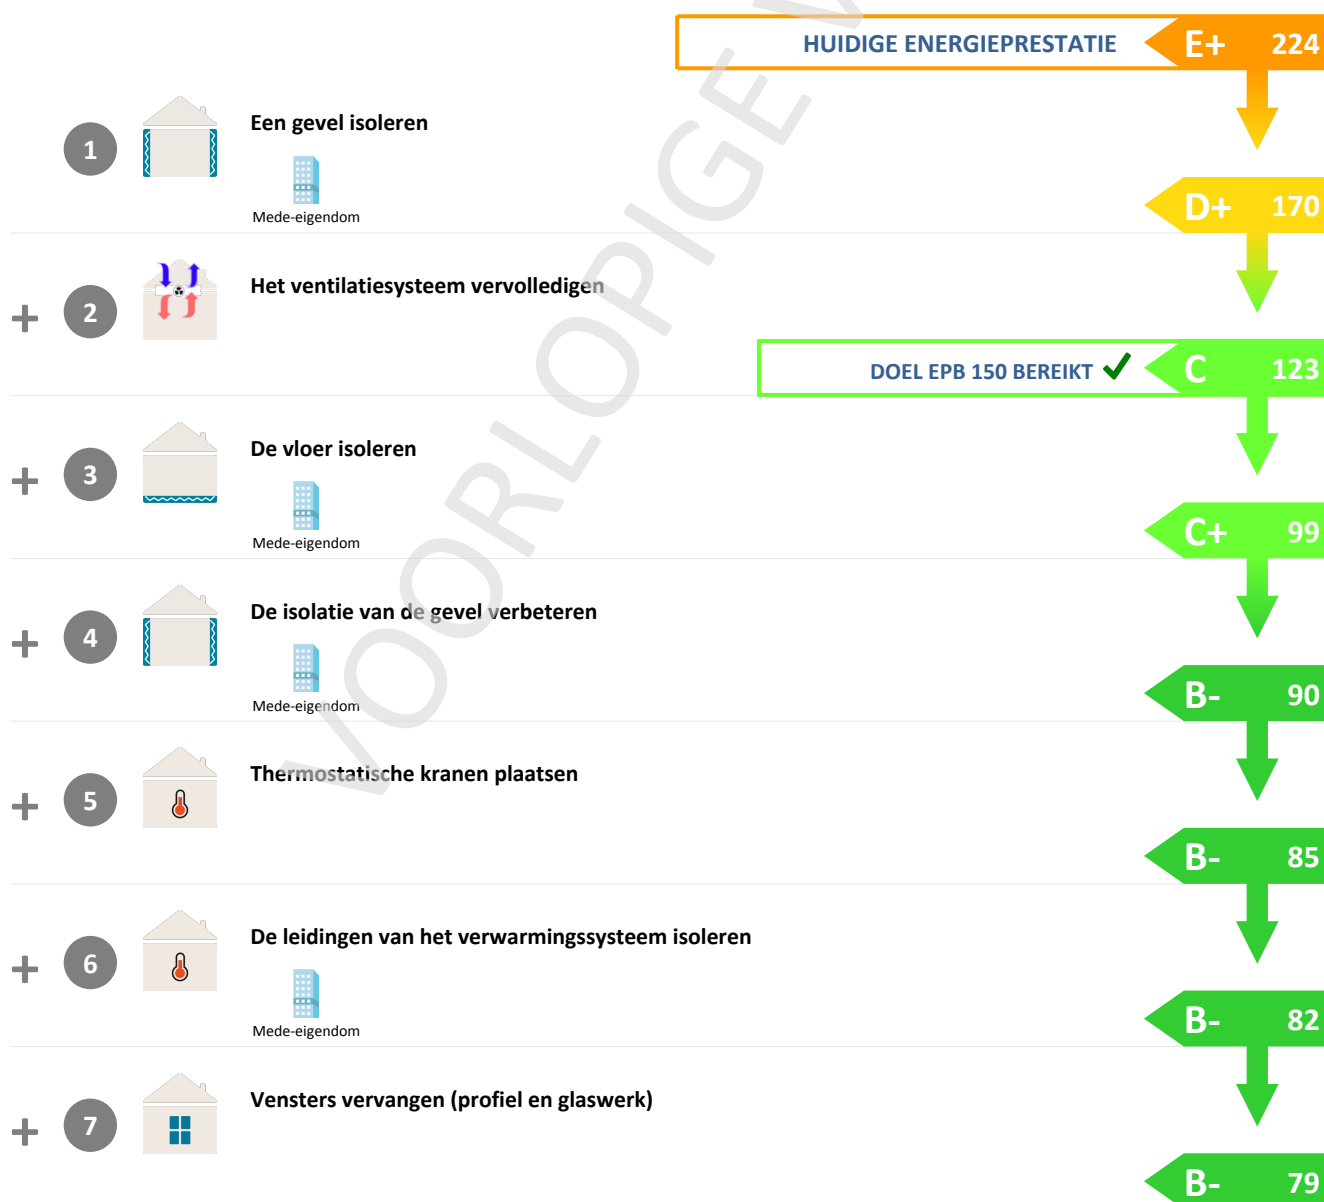 HUIDIGE ENERGIEPRESTATIE E+ 224
1 Een gevel isoleren
Mede-eigendom
D+ 170
+ 2 Het ventilatiesysteem vervolledigen
DOEL EPB 150 BEREIKT C 123
+ 3 De vloer isoleren
Mede-eigendom
C+ 99
+ 4 De isolatie van de gevel verbeteren
Mede-eigendom
B- 90
+ 5 Thermostatische kranen plaatsen
B- 85
+ 6 De leidingen van het verwarmingssysteem isoleren
Mede-eigendom
B- 82
+ 7 Vensters vervangen (profiel en glaswerk)
B- 79
VOORLOPIGE V